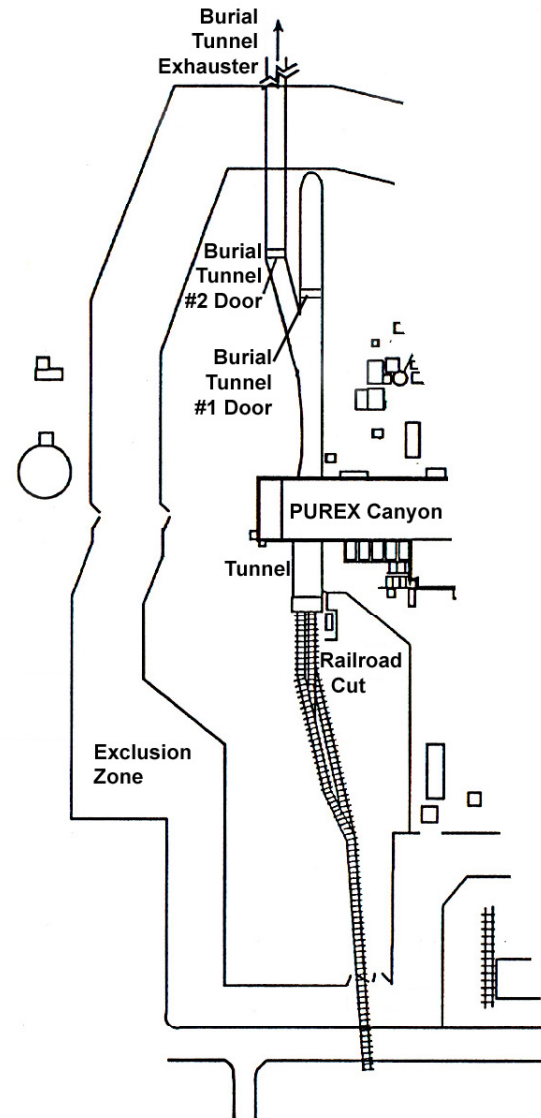 Burial
Tunnel
Exhauster
Burial
Tunnel
#2 Door
Burial
Tunnel
#1 Door
PUREX Canyon
Tunnel
Railroad
Cut
Exclusion
Zone